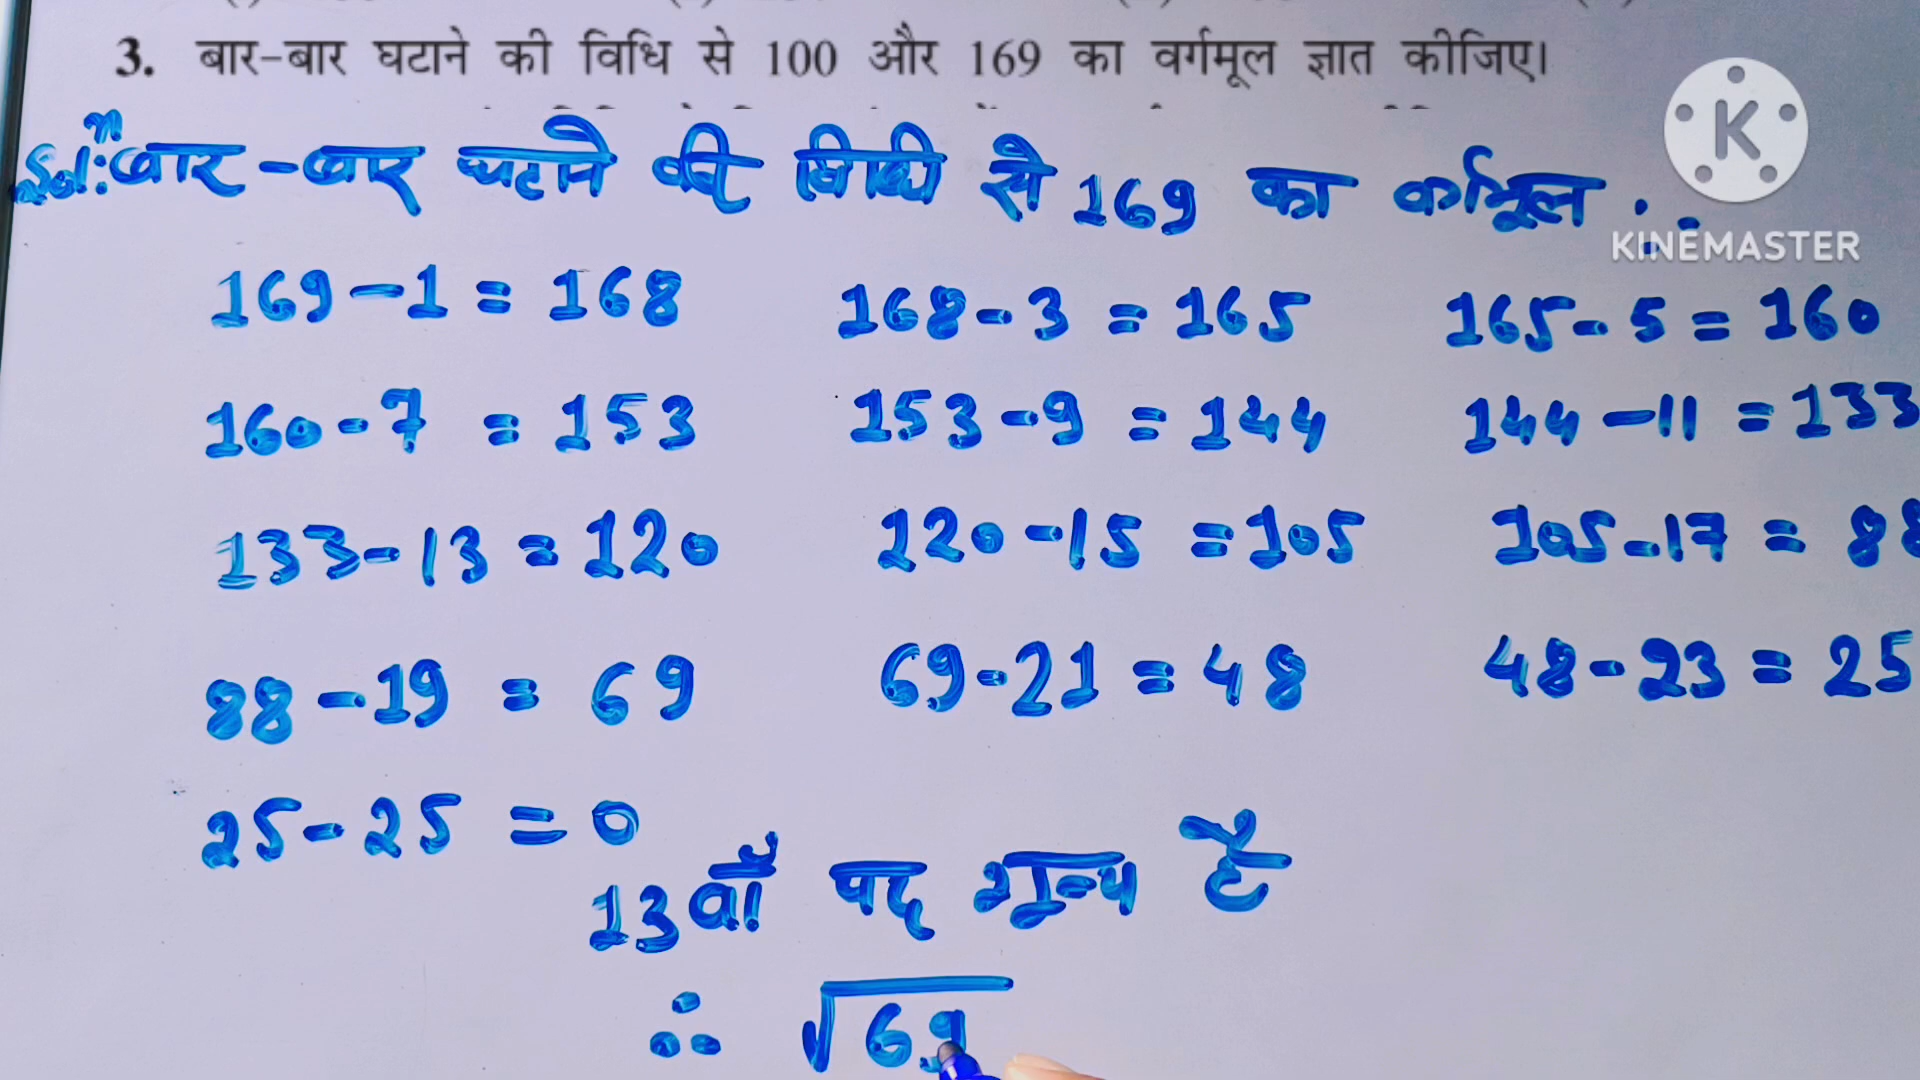 3. बार-बार घटाने की विधि से 100 और 169 का वर्गमूल ज्ञात कीजिए।
K
KINEMASTER
Solⁿ: बार-बार घटाने की विधि से 169 का वर्गमूल :-
169-1 = 168 168-3 = 165 165-5 = 160
160-7 = 153 153-9 = 144 144-11 = 133
133-13 = 120 120-15 = 105 105-17 = 88
88-19 = 69 69-21 = 48 48-23 = 25
25-25 = 0
13वाँ पद शून्य है
∴ √69